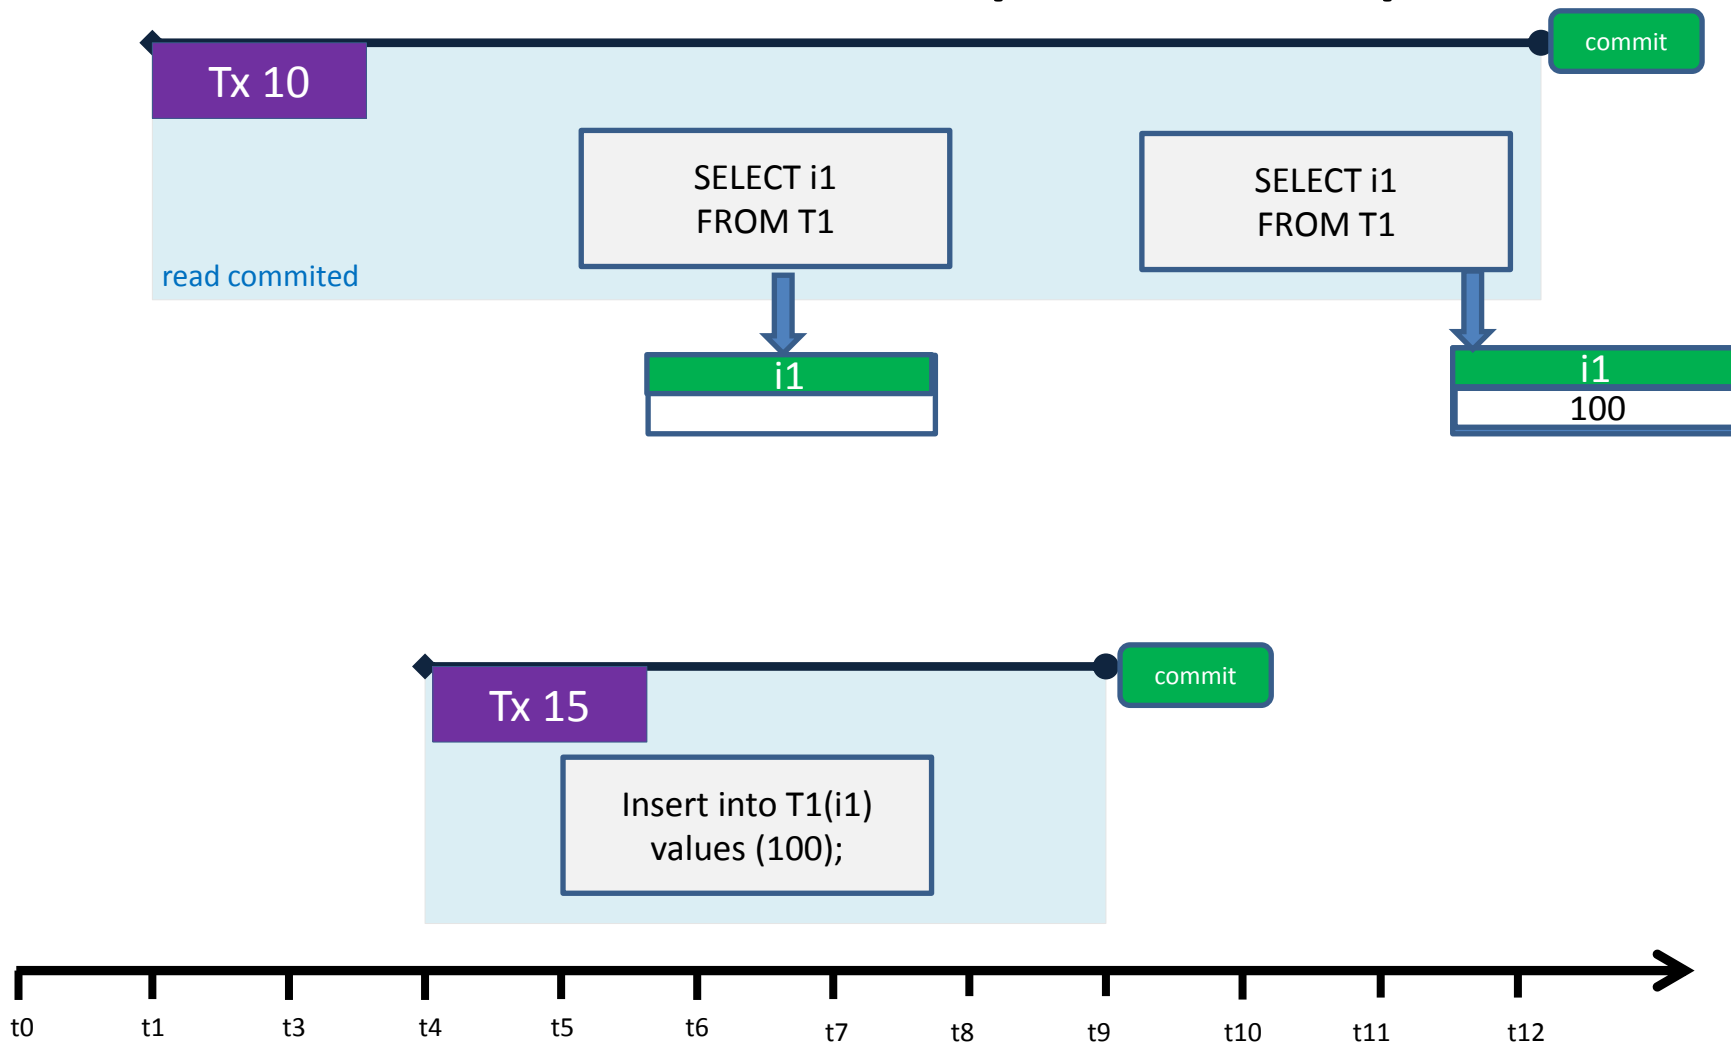 commit
Tx 10
SELECT i1
FROM T1
SELECT i1
FROM T1
read commited
i1
i1
100
commit
Tx 15
Insert into T1(i1)
values (100);
t0 t1 t3 t4 t5 t6 t7 t8 t9 t10 t11 t12